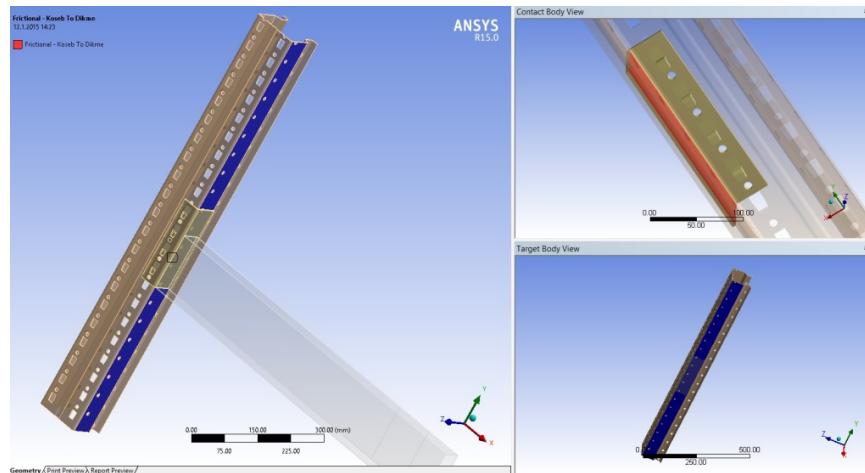 Frictional - Koseb To Dikme
12.1.2015 14:23
Frictional - Koseb To Dikme
ANSYS
R15.0
0.00
150.00
300.00 (mm)
75.00
225.00
Y
Z
X
Geometry / Print Preview \ Report Preview /
Contact Body View
0.00
100.00
50.00
Y
X
Target Body View
0.00
500.00
250.00
Y
Z
X